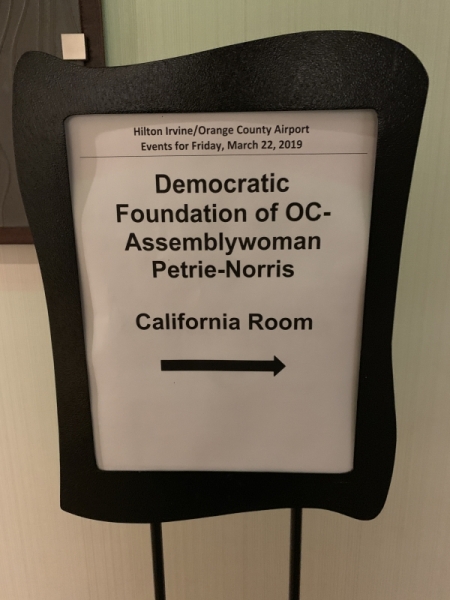 Hilton Irvine/Orange County Airport
Events for Friday, March 22, 2019
Democratic
Foundation of OC-
Assemblywoman
Petrie-Norris
California Room